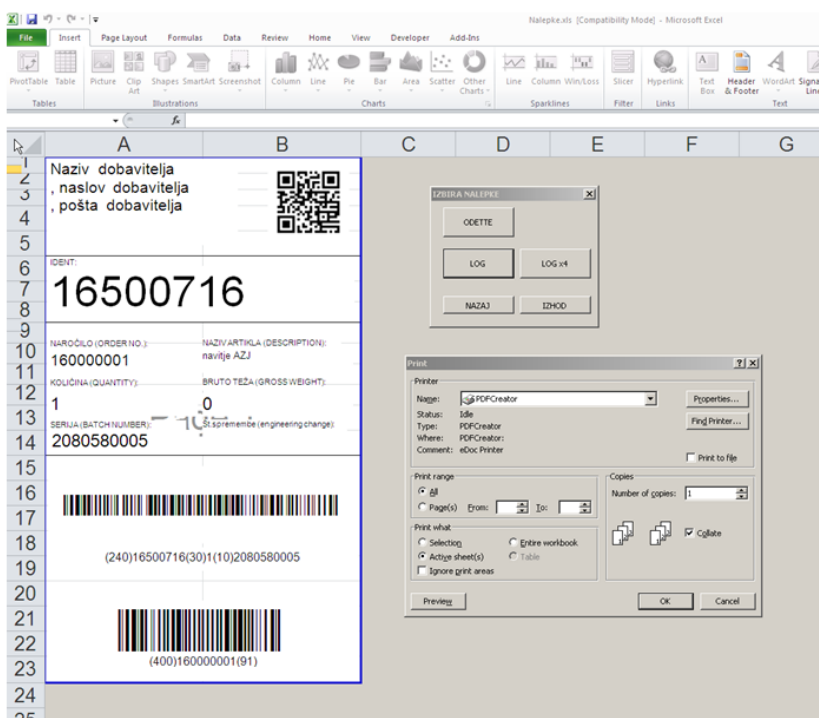 Nalepke.xls [Compatibility Mode] - Microsoft Excel
File Insert Page Layout Formulas Data Review Home View Developer Add-Ins
PivotTable Table Picture Clip Art Shapes SmartArt Screenshot Column Line Pie Bar Area Scatter Other Charts Line Column Win/Loss Slicer Hyperlink Text Box Header & Footer WordArt
Tables Illustrations Charts Sparklines Filter Links Text
fx
A B C D E F G
1
2
3
4
5
6
7
8
9
10
11
12
13
14
15
16
17
18
19
20
21
22
23
24
25
Naziv dobavitelja
, naslov dobavitelja
, pošta dobavitelja
IDENT:
16500716
NAROČILO (ORDER NO.): NAZIV ARTIKLA (DESCRIPTION):
160000001 navitje AZJ
KOLIČINA (QUANTITY): BRUTO TEŽA (GROSS WEIGHT):
1 0
SERIJA (BATCH NUMBER): Št.spremembe (engineering change):
2080580005
(240)16500716(30)1(10)2080580005
(400)160000001(91)
IZBIRA NALEPKE
ODETTE
LOG LOG x4
NAZAJ IZHOD
Print
Printer
Name: PDFCreator Properties...
Status: Idle Find Printer...
Type: PDFCreator
Where: PDFCreator:
Comment: eDoc Printer Print to file
Print range Copies
All Number of copies: 1
Page(s) From: To:
Print what Collate
Selection Entire workbook
Active sheet(s) Table
Ignore print areas
Preview OK Cancel